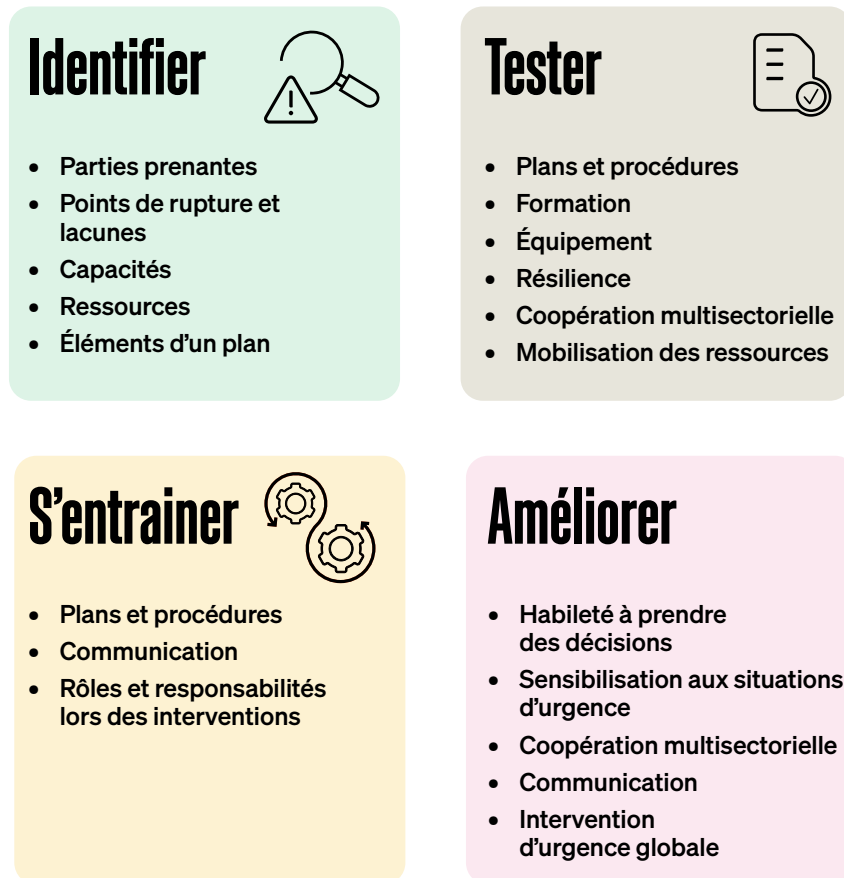 Identifier
• Parties prenantes
• Points de rupture et
lacunes
• Capacités
• Ressources
• Éléments d’un plan
Tester
• Plans et procédures
• Formation
• Équipement
• Résilience
• Coopération multisectorielle
• Mobilisation des ressources
S’entrainer
• Plans et procédures
• Communication
• Rôles et responsabilités
lors des interventions
Améliorer
• Habileté à prendre
des décisions
• Sensibilisation aux situations
d’urgence
• Coopération multisectorielle
• Communication
• Intervention
d’urgence globale